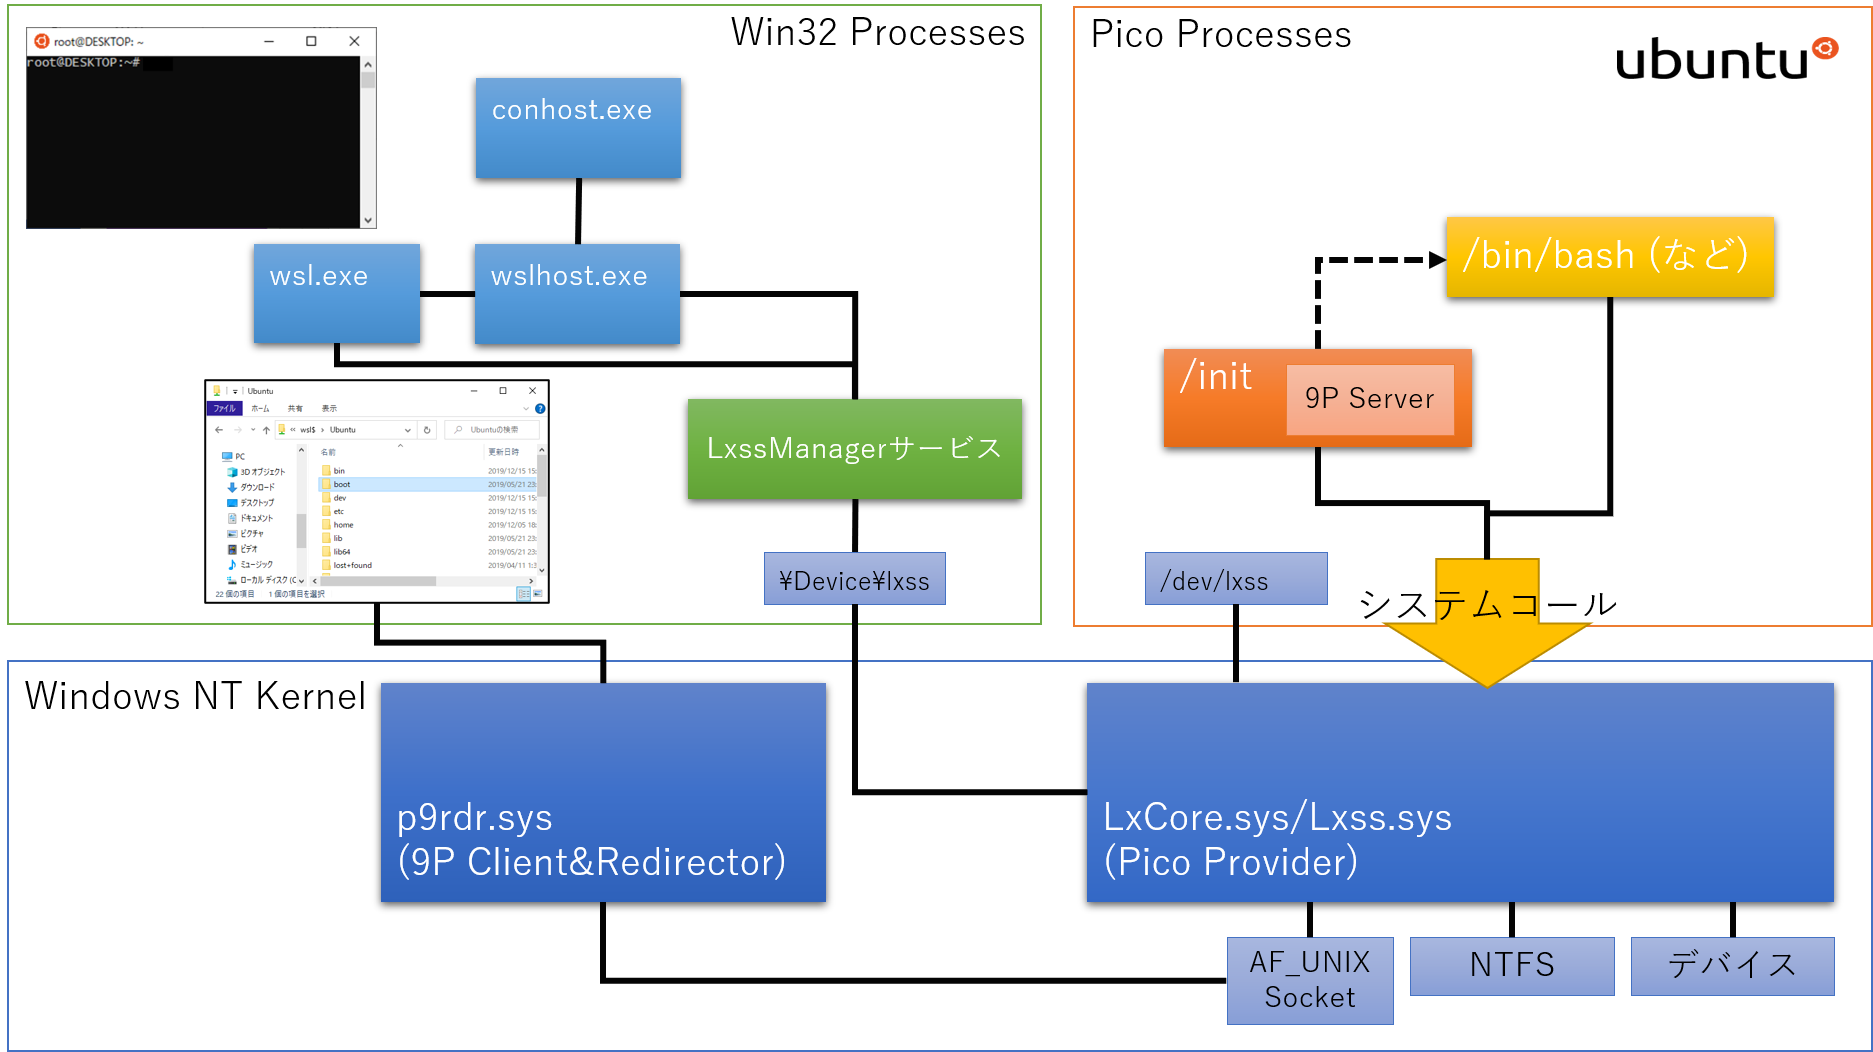 Win32 Processes
root@DESKTOP: ~
root@DESKTOP:~#
conhost.exe
wsl.exe
wslhost.exe
Ubuntu
ファイル ホーム 共有 表示
wsl$ › Ubuntu
Ubuntuの検索
PC
3D オブジェクト
ダウンロード
デスクトップ
ドキュメント
ピクチャ
ビデオ
ミュージック
ローカル ディスク (C
名前 更新日時
bin 2019/12/15 15:
boot 2019/05/21 23:
dev 2019/12/15 15:
etc 2019/12/15 15:
home 2019/12/05 18:
lib 2019/05/21 23:
lib64 2019/05/21 23:
lost+found 2019/04/11 1:3
22 個の項目 1 個の項目を選択
LxssManagerサービス
¥Device¥lxss
Pico Processes
ubuntu
/bin/bash (など)
/init
9P Server
/dev/lxss
システムコール
Windows NT Kernel
p9rdr.sys
(9P Client&Redirector)
LxCore.sys/Lxss.sys
(Pico Provider)
AF_UNIX
Socket
NTFS
デバイス